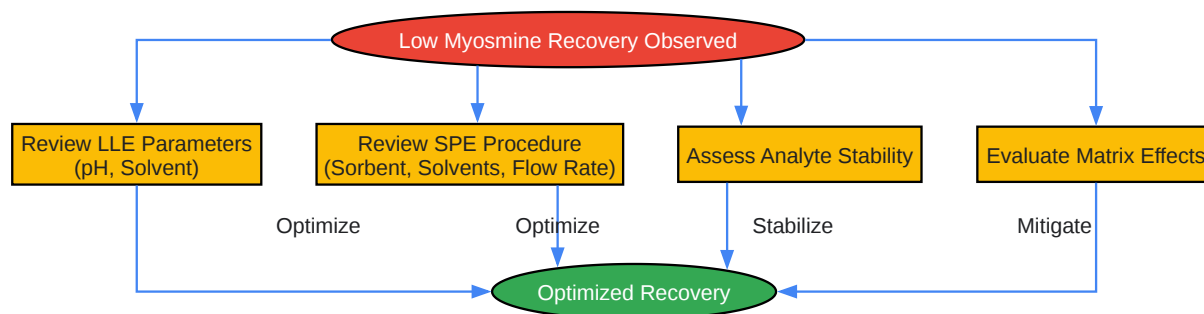 Low Myosmine Recovery Observed
Review LLE Parameters
(pH, Solvent)
Review SPE Procedure
(Sorbent, Solvents, Flow Rate)
Assess Analyte Stability
Evaluate Matrix Effects
Optimize
Optimize
Stabilize
Mitigate
Optimized Recovery